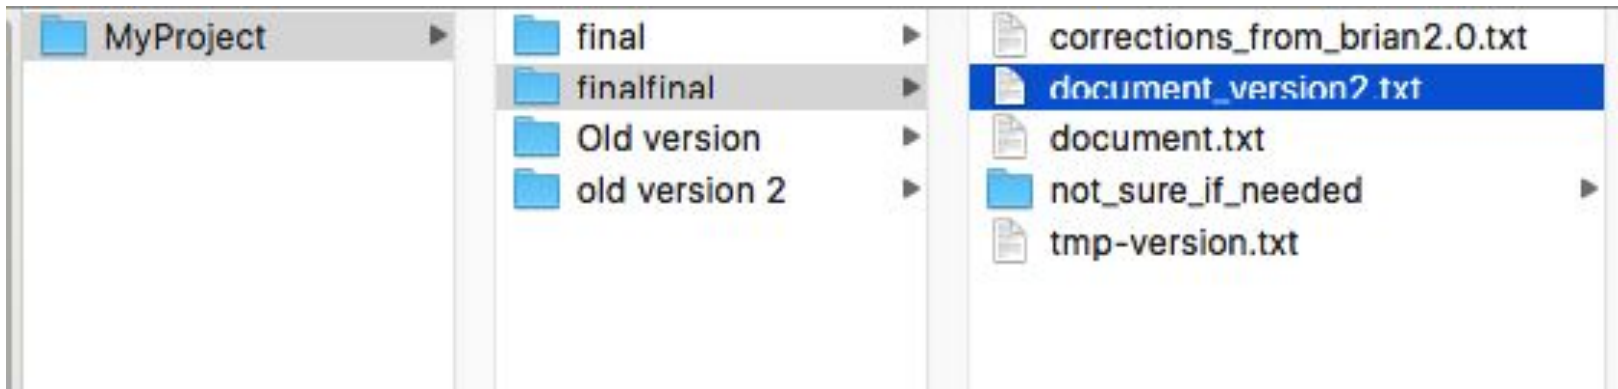 MyProject
final
finalfinal
Old version
old version 2
corrections_from_brian2.0.txt
document_version2.txt
document.txt
not_sure_if_needed
tmp-version.txt